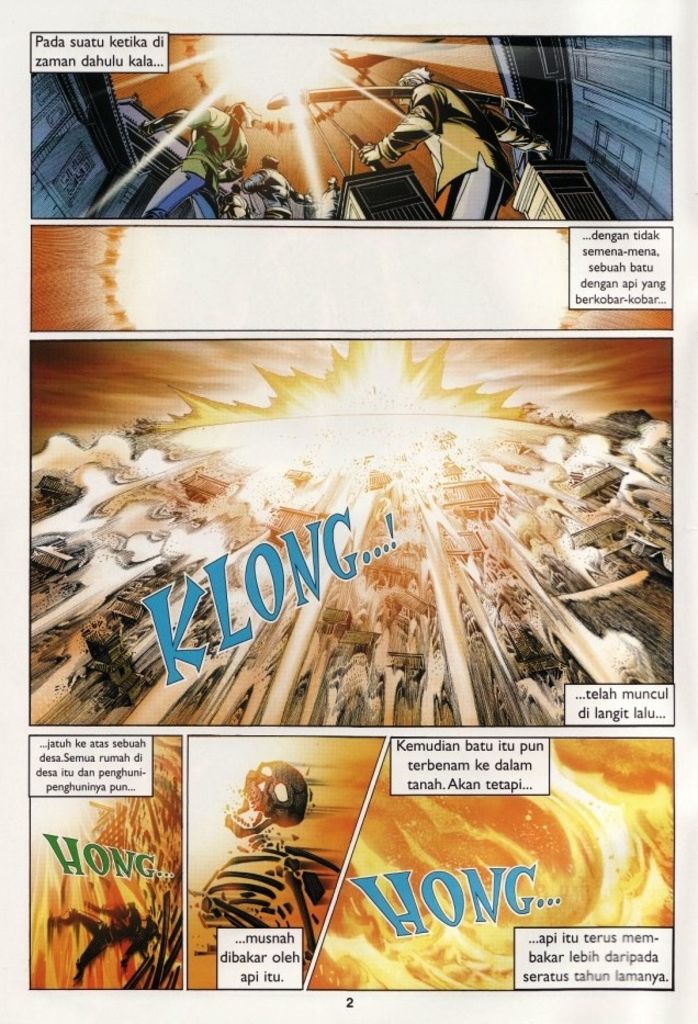 Pada suatu ketika di
zaman dahulu kala...
...dengan tidak
semena-mena,
sebuah batu
dengan api yang
berkobar-kobar...
KLONG...!
...telah muncul
di langit lalu...
...jatuh ke atas sebuah
desa.Semua rumah di
desa itu dan penghuni-
penghuninya pun...
HONG...
...musnah
dibakar oleh
api itu.
Kemudian batu itu pun
terbenam ke dalam
tanah. Akan tetapi...
HONG...
...api itu terus mem-
bakar lebih daripada
seratus tahun lamanya.
2